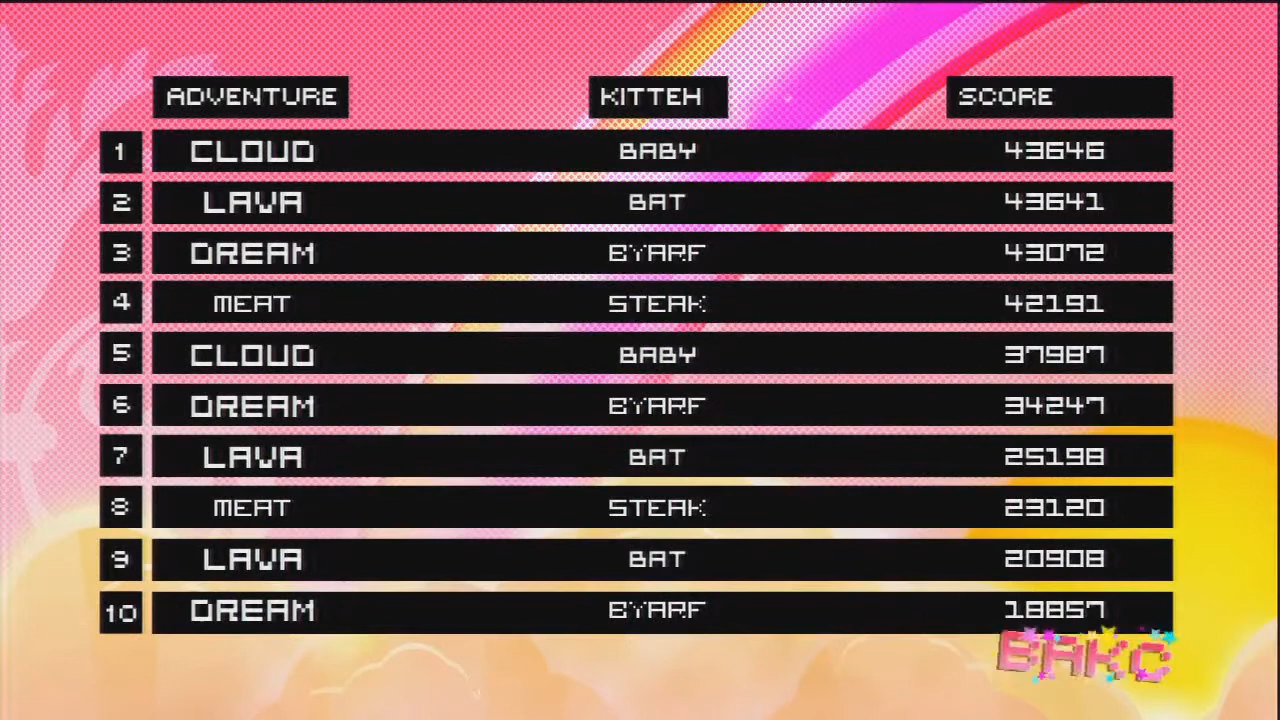 ADVENTURE KITTEH SCORE
1 CLOUD BABY 43646
2 LAVA BAT 43641
3 DREAM BYARF 43072
4 MEAT STEAK 42191
5 CLOUD BABY 37987
6 DREAM BYARF 34247
7 LAVA BAT 25198
8 MEAT STEAK 23120
9 LAVA BAT 20908
10 DREAM BYARF 18857
BAKC